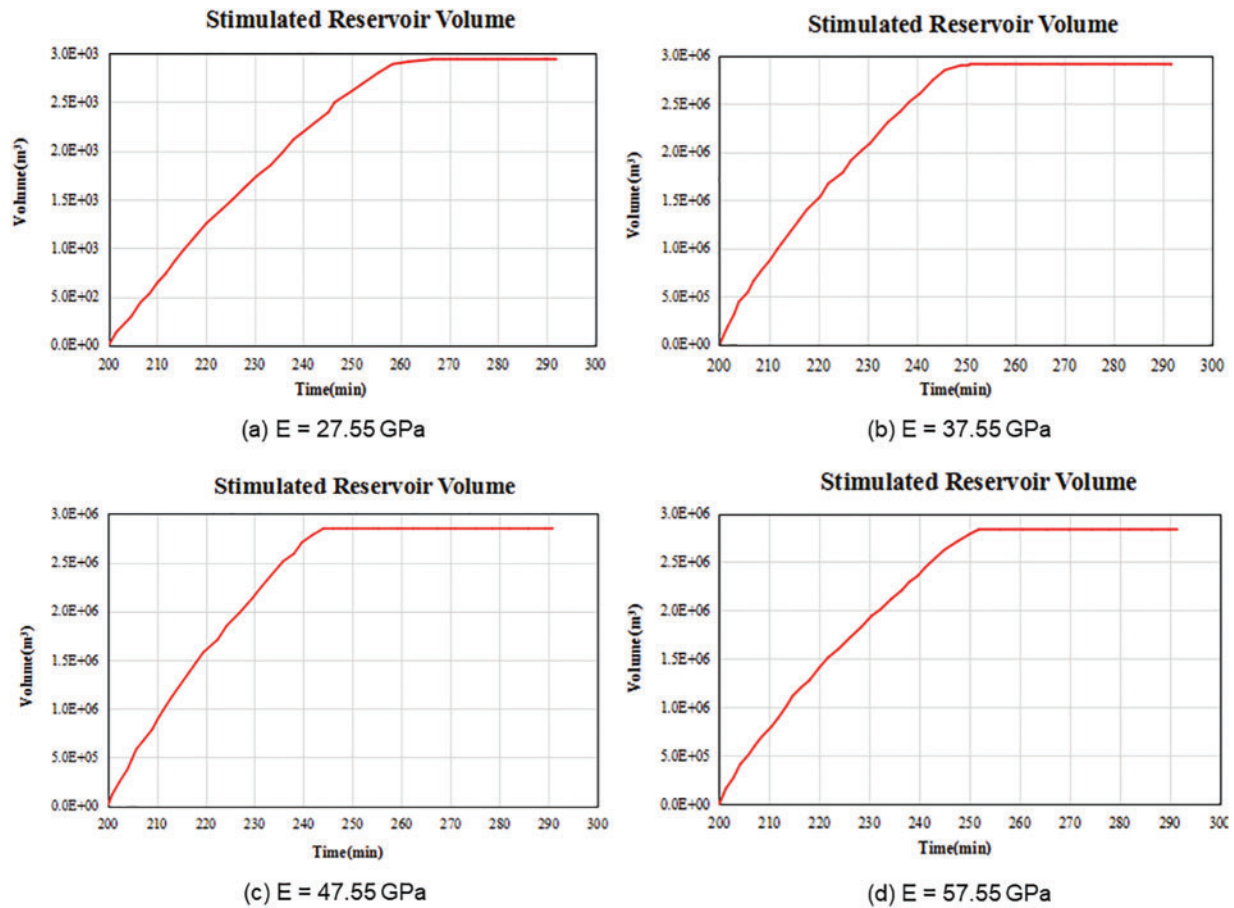 Stimulated Reservoir Volume
3.0E+03
2.5E+03
2.0E+03
1.5E+03
1.0E+03
5.0E+02
0.0E+00
Volume(m³)
200 210 220 230 240 250 260 270 280 290 300
Time(min)
(a) E = 27.55 GPa
Stimulated Reservoir Volume
3.0E+06
2.5E+06
2.0E+06
1.5E+06
1.0E+06
5.0E+05
0.0E+00
Volume(m³)
200 210 220 230 240 250 260 270 280 290 300
Time(min)
(b) E = 37.55 GPa
Stimulated Reservoir Volume
3.0E+06
2.5E+06
2.0E+06
1.5E+06
1.0E+06
5.0E+05
0.0E+00
Volume(m³)
200 210 220 230 240 250 260 270 280 290 300
Time(min)
(c) E = 47.55 GPa
Stimulated Reservoir Volume
3.0E+06
2.5E+06
2.0E+06
1.5E+06
1.0E+06
5.0E+05
0.0E+00
Volume(m³)
200 210 220 230 240 250 260 270 280 290 300
Time(min)
(d) E = 57.55 GPa